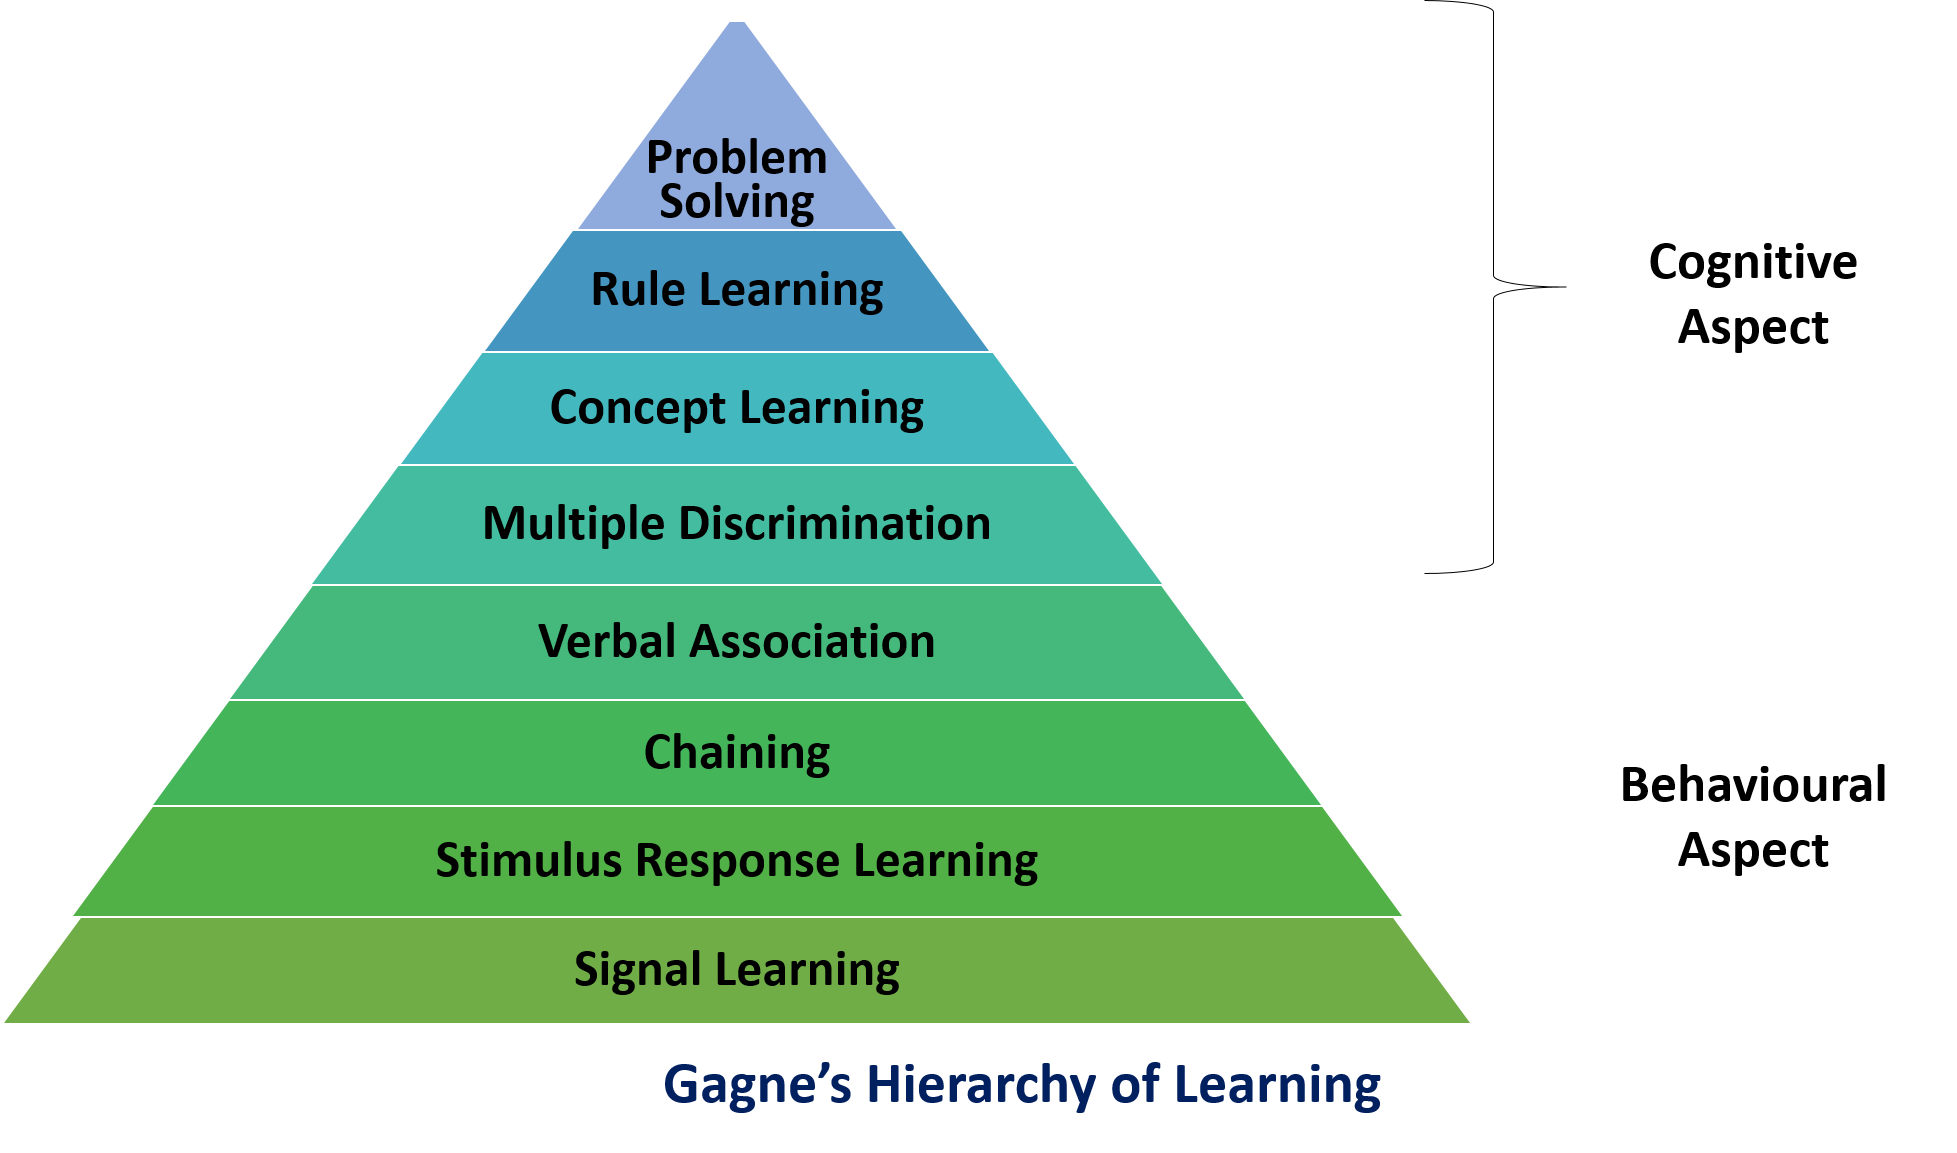 Problem
Solving
Rule Learning
Concept Learning
Multiple Discrimination
Verbal Association
Chaining
Stimulus Response Learning
Signal Learning
Cognitive
Aspect
Behavioural
Aspect
Gagne’s Hierarchy of Learning